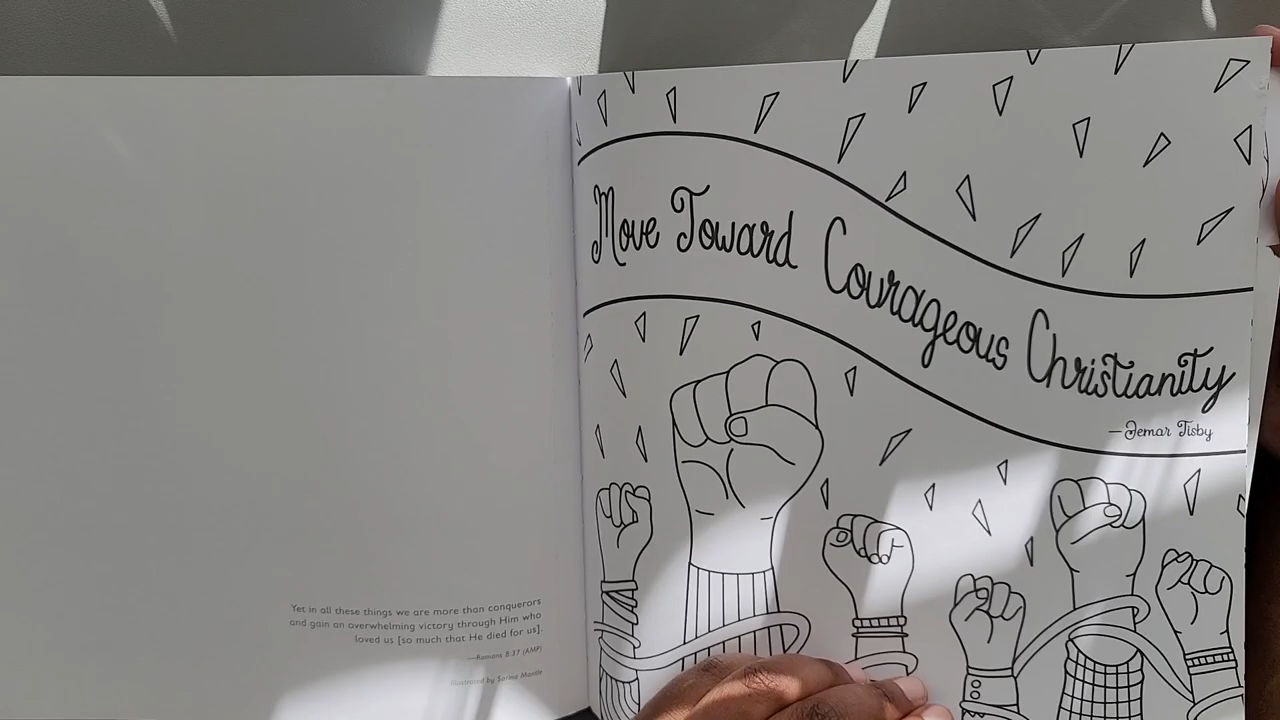 Yet in all these things we are more than conquerors
and gain an overwhelming victory through Him who
loved us [so much that He died for us].
—Romans 8:37 (AMP)
Illustrated by Sarina Mantle
Move Toward Courageous Christianity
—Jemar Tisby